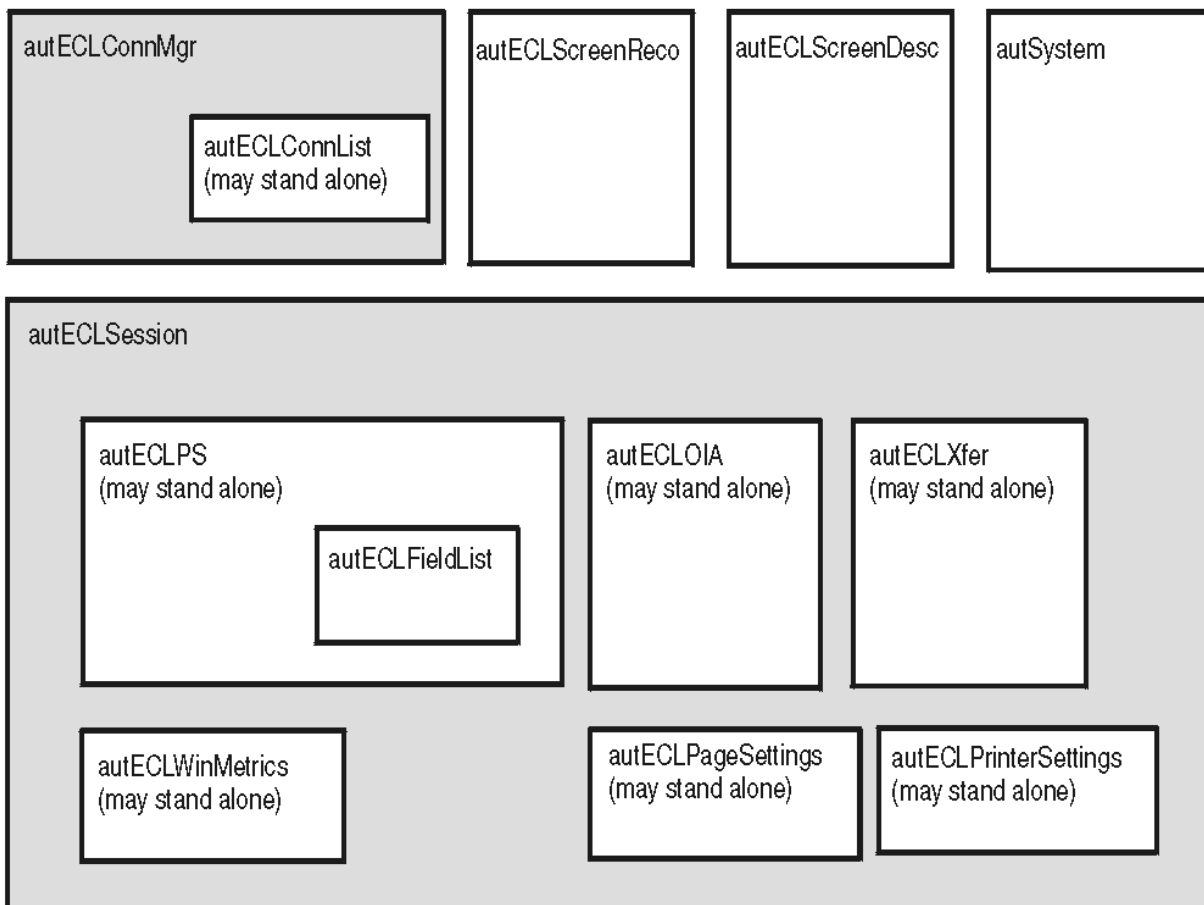 autECLConnMgr
autECLConnList
(may stand alone)
autECLScreenReco
autECLScreenDesc
autSystem
autECLSession
autECLPS
(may stand alone)
autECLFieldList
autECLOIA
(may stand alone)
autECLXfer
(may stand alone)
autECLWinMetrics
(may stand alone)
autECLPageSettings
(may stand alone)
autECLPrinterSettings
(may stand alone)